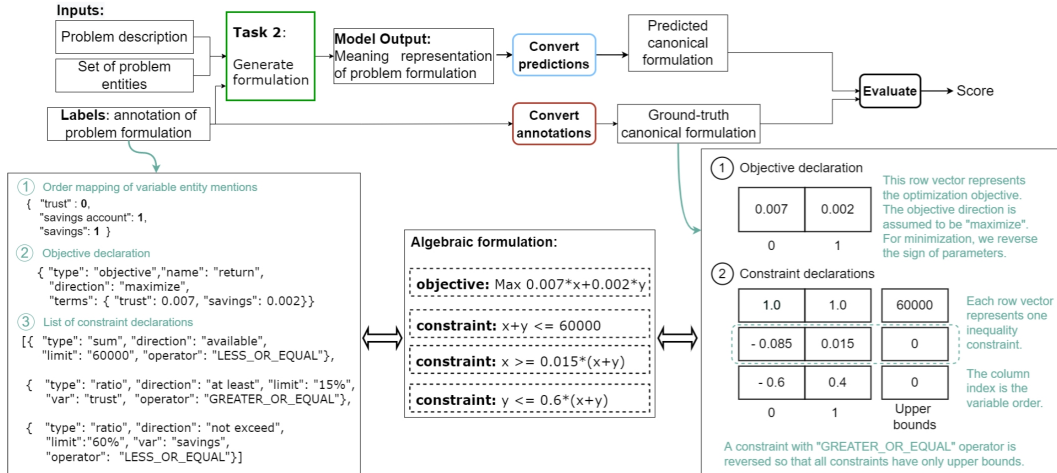 Inputs:
Problem description
Set of problem
entities
Labels: annotation of
problem formulation
Task 2:
Generate
formulation
Model Output:
Meaning representation
of problem formulation
Convert
predictions
Predicted
canonical
formulation
Convert
annotations
Ground-truth
canonical formulation
Evaluate
Score
1 Order mapping of variable entity mentions
{ "trust" : 0,
"savings account": 1,
"savings": 1 }
2 Objective declaration
{ "type": "objective","name": "return",
"direction": "maximize",
"terms": { "trust": 0.007, "savings": 0.002}}
3 List of constraint declarations
[{ "type": "sum", "direction": "available",
"limit": "60000", "operator": "LESS_OR_EQUAL"},
{ "type": "ratio", "direction": "at least", "limit": "15%",
"var": "trust", "operator": "GREATER_OR_EQUAL"},
{ "type": "ratio", "direction": "not exceed",
"limit":"60%", "var": "savings",
"operator": "LESS_OR_EQUAL"}]
Algebraic formulation:
objective: Max 0.007*x+0.002*y
constraint: x+y <= 60000
constraint: x >= 0.015*(x+y)
constraint: y <= 0.6*(x+y)
1 Objective declaration
0.007 0.002
0 1
This row vector represents
the optimization objective.
The objective direction is
assumed to be "maximize".
For minimization, we reverse
the sign of parameters.
2 Constraint declarations
1.0 1.0 60000
- 0.085 0.015 0
- 0.6 0.4 0
0 1 Upper
bounds
Each row vector
represents one
inequality
constraint.
The column
index is the
variable order.
A constraint with "GREATER_OR_EQUAL" operator is
reversed so that all constraints have only upper bounds.